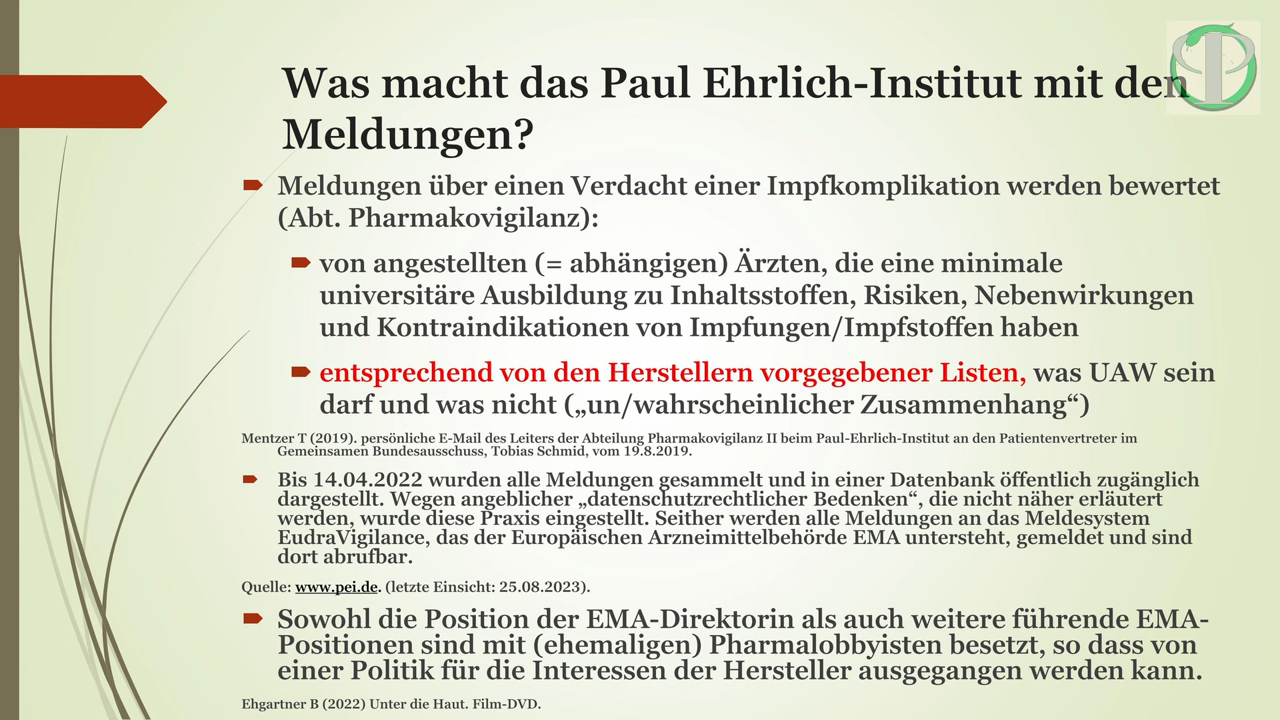 Was macht das Paul Ehrlich-Institut mit den
Meldungen?
Meldungen über einen Verdacht einer Impfkomplikation werden bewertet
(Abt. Pharmakovigilanz):
von angestellten (= abhängigen) Ärzten, die eine minimale
universitäre Ausbildung zu Inhaltsstoffen, Risiken, Nebenwirkungen
und Kontraindikationen von Impfungen/Impfstoffen haben
entsprechend von den Herstellern vorgegebener Listen, was UAW sein
darf und was nicht („un/wahrscheinlicher Zusammenhang“)
Mentzer T (2019). persönliche E-Mail des Leiters der Abteilung Pharmakovigilanz II beim Paul-Ehrlich-Institut an den Patientenvertreter im
Gemeinsamen Bundesausschuss, Tobias Schmid, vom 19.8.2019.
Bis 14.04.2022 wurden alle Meldungen gesammelt und in einer Datenbank öffentlich zugänglich
dargestellt. Wegen angeblicher „datenschutzrechtlicher Bedenken“, die nicht näher erläutert
werden, wurde diese Praxis eingestellt. Seither werden alle Meldungen an das Meldesystem
EudraVigilance, das der Europäischen Arzneimittelbehörde EMA untersteht, gemeldet und sind
dort abrufbar.
Quelle: www.pei.de. (letzte Einsicht: 25.08.2023).
Sowohl die Position der EMA-Direktorin als auch weitere führende EMA-
Positionen sind mit (ehemaligen) Pharmalobbyisten besetzt, so dass von
einer Politik für die Interessen der Hersteller ausgegangen werden kann.
Ehgartner B (2022) Unter die Haut. Film-DVD.